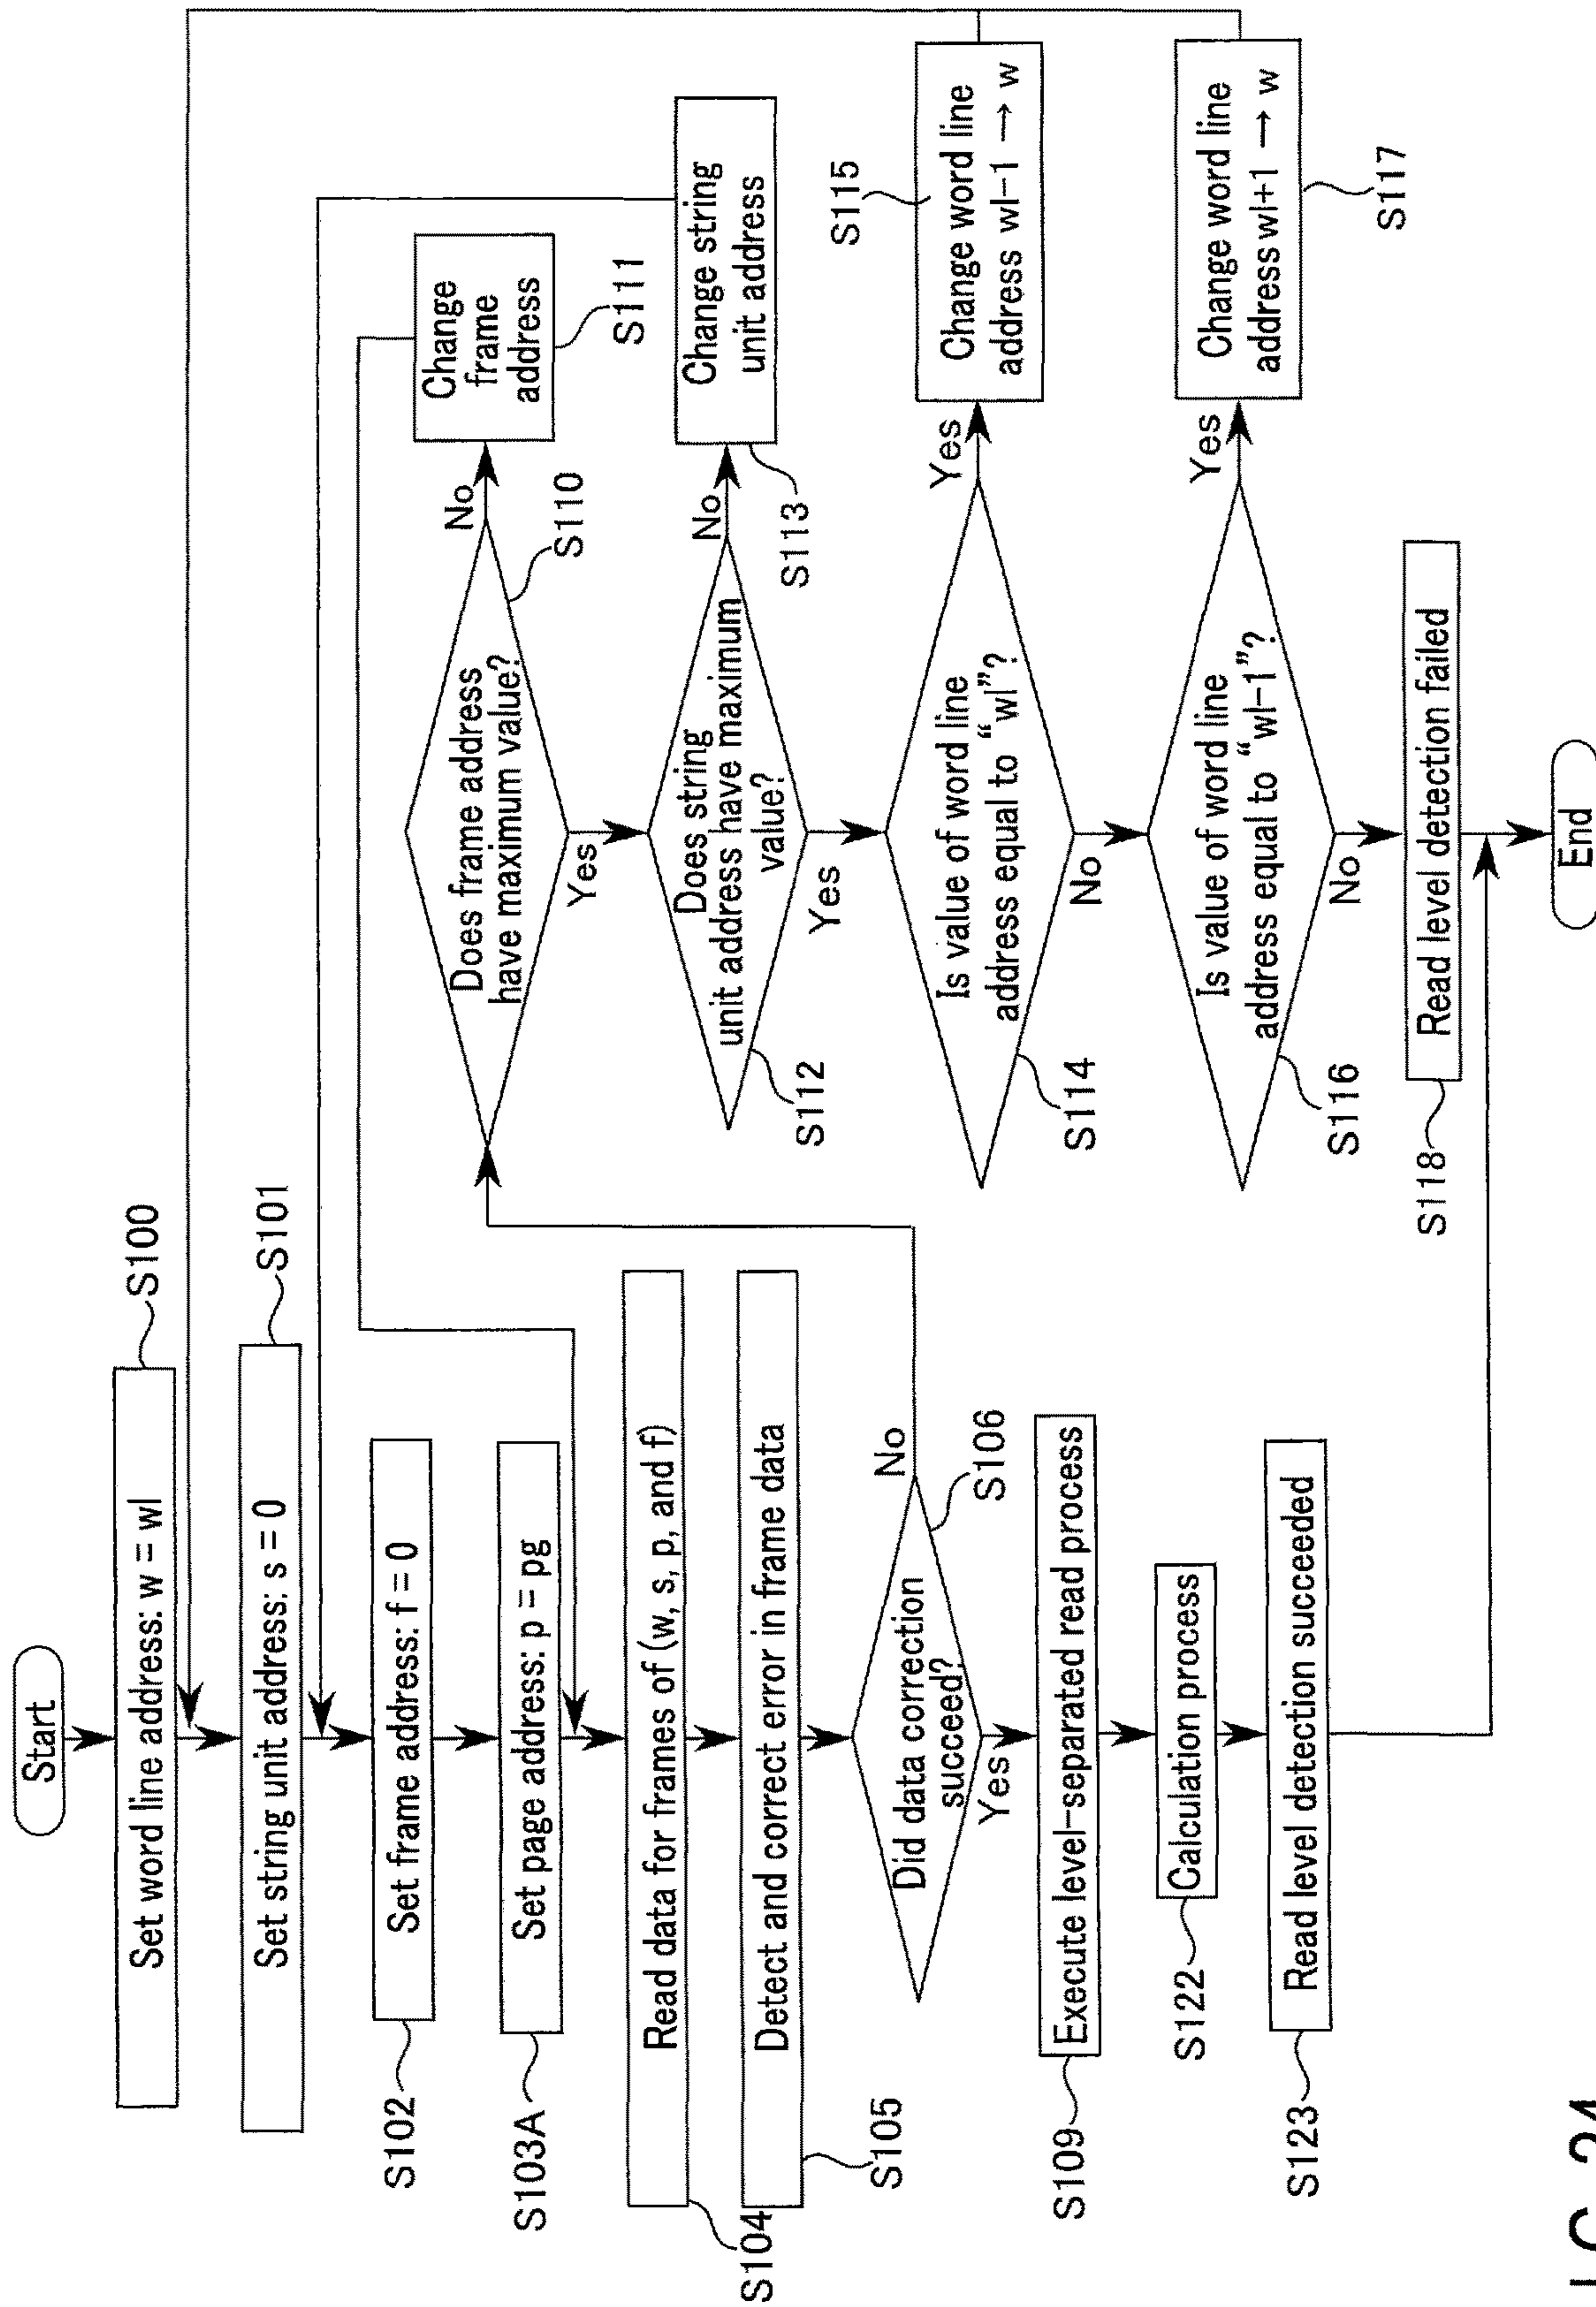 Start
Set word line address: w = wl
S100
Set string unit address: s = 0
S101
Set frame address: f = 0
S102
Set page address: p = pg
S103A
Read data for frames of (w, s, p, and f)
S104
Detect and correct error in frame data
S105
Did data correction
succeed?
S106
No
Yes
Execute level-separated read process
S109
Calculation process
S122
Read level detection succeeded
S123
Does frame address
have maximum value?
S110
No
Yes
Change
frame
address
S111
Does string
unit address have maximum
value?
S112
No
Yes
Change string
unit address
S113
Is value of word line
address equal to “wl”?
S114
Yes
No
Change word line
address wl-1 → w
S115
Is value of word line
address equal to “wl-1”?
S116
Yes
No
Change word line
address wl+1 → w
S117
Read level detection failed
S118
End